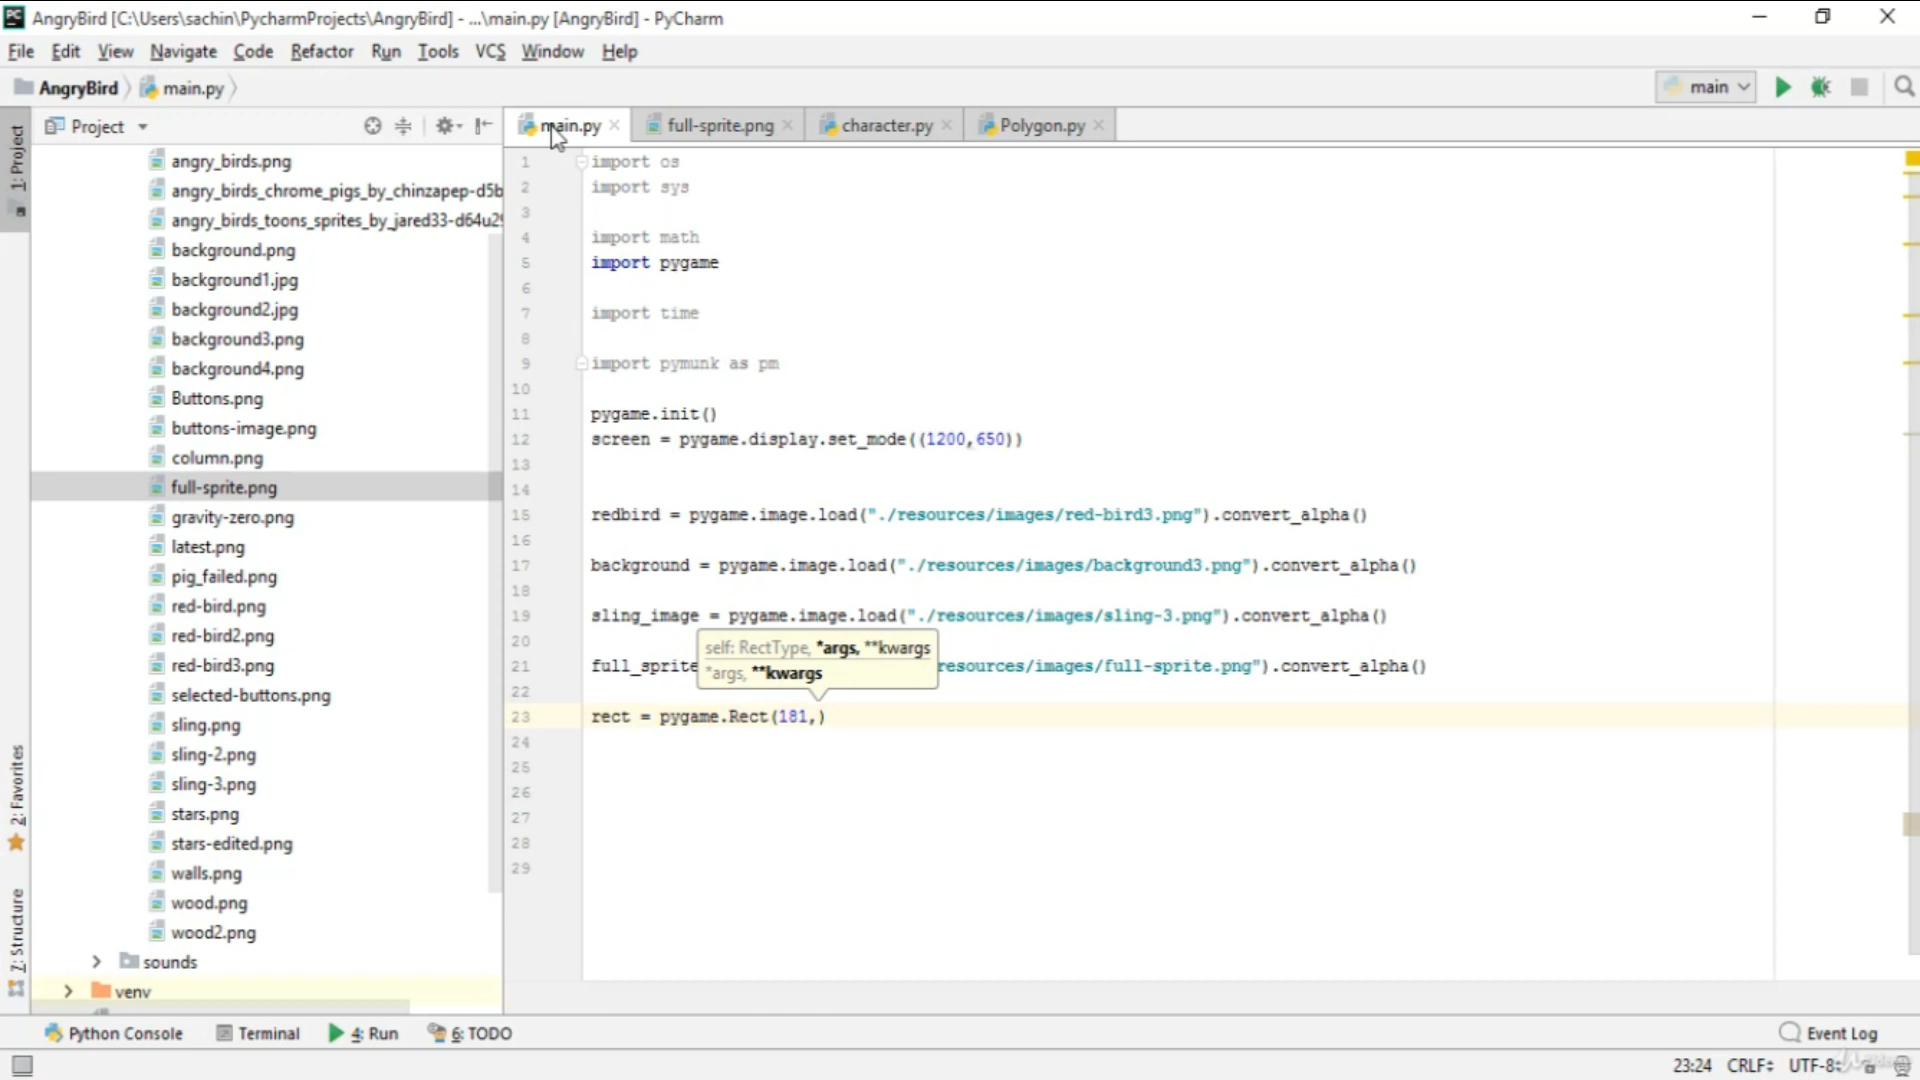 AngryBird [C:\Users\sachin\PycharmProjects\AngryBird] - ...\main.py [AngryBird] - PyCharm
File Edit View Navigate Code Refactor Run Tools VCS Window Help
AngryBird main.py main
Project
main.py full-sprite.png character.py Polygon.py
1: Project
2: Favorites
7: Structure
angry_birds.png
angry_birds_chrome_pigs_by_chinzapep-d5b
angry_birds_toons_sprites_by_jared33-d64u29
background.png
background1.jpg
background2.jpg
background3.png
background4.png
Buttons.png
buttons-image.png
column.png
full-sprite.png
gravity-zero.png
latest.png
pig_failed.png
red-bird.png
red-bird2.png
red-bird3.png
selected-buttons.png
sling.png
sling-2.png
sling-3.png
stars.png
stars-edited.png
walls.png
wood.png
wood2.png
sounds
venv
1 import os
2 import sys
3
4 import math
5 import pygame
6
7 import time
8
9 import pymunk as pm
10
11 pygame.init()
12 screen = pygame.display.set_mode((1200,650))
13
14
15 redbird = pygame.image.load("./resources/images/red-bird3.png").convert_alpha()
16
17 background = pygame.image.load("./resources/images/background3.png").convert_alpha()
18
19 sling_image = pygame.image.load("./resources/images/sling-3.png").convert_alpha()
20
self: RectType, *args, **kwargs
*args, **kwargs
21 full_sprite resources/images/full-sprite.png").convert_alpha()
22
23 rect = pygame.Rect(181,)
24
25
26
27
28
29
Python Console Terminal 4: Run 6: TODO Event Log
23:24 CRLF UTF-8